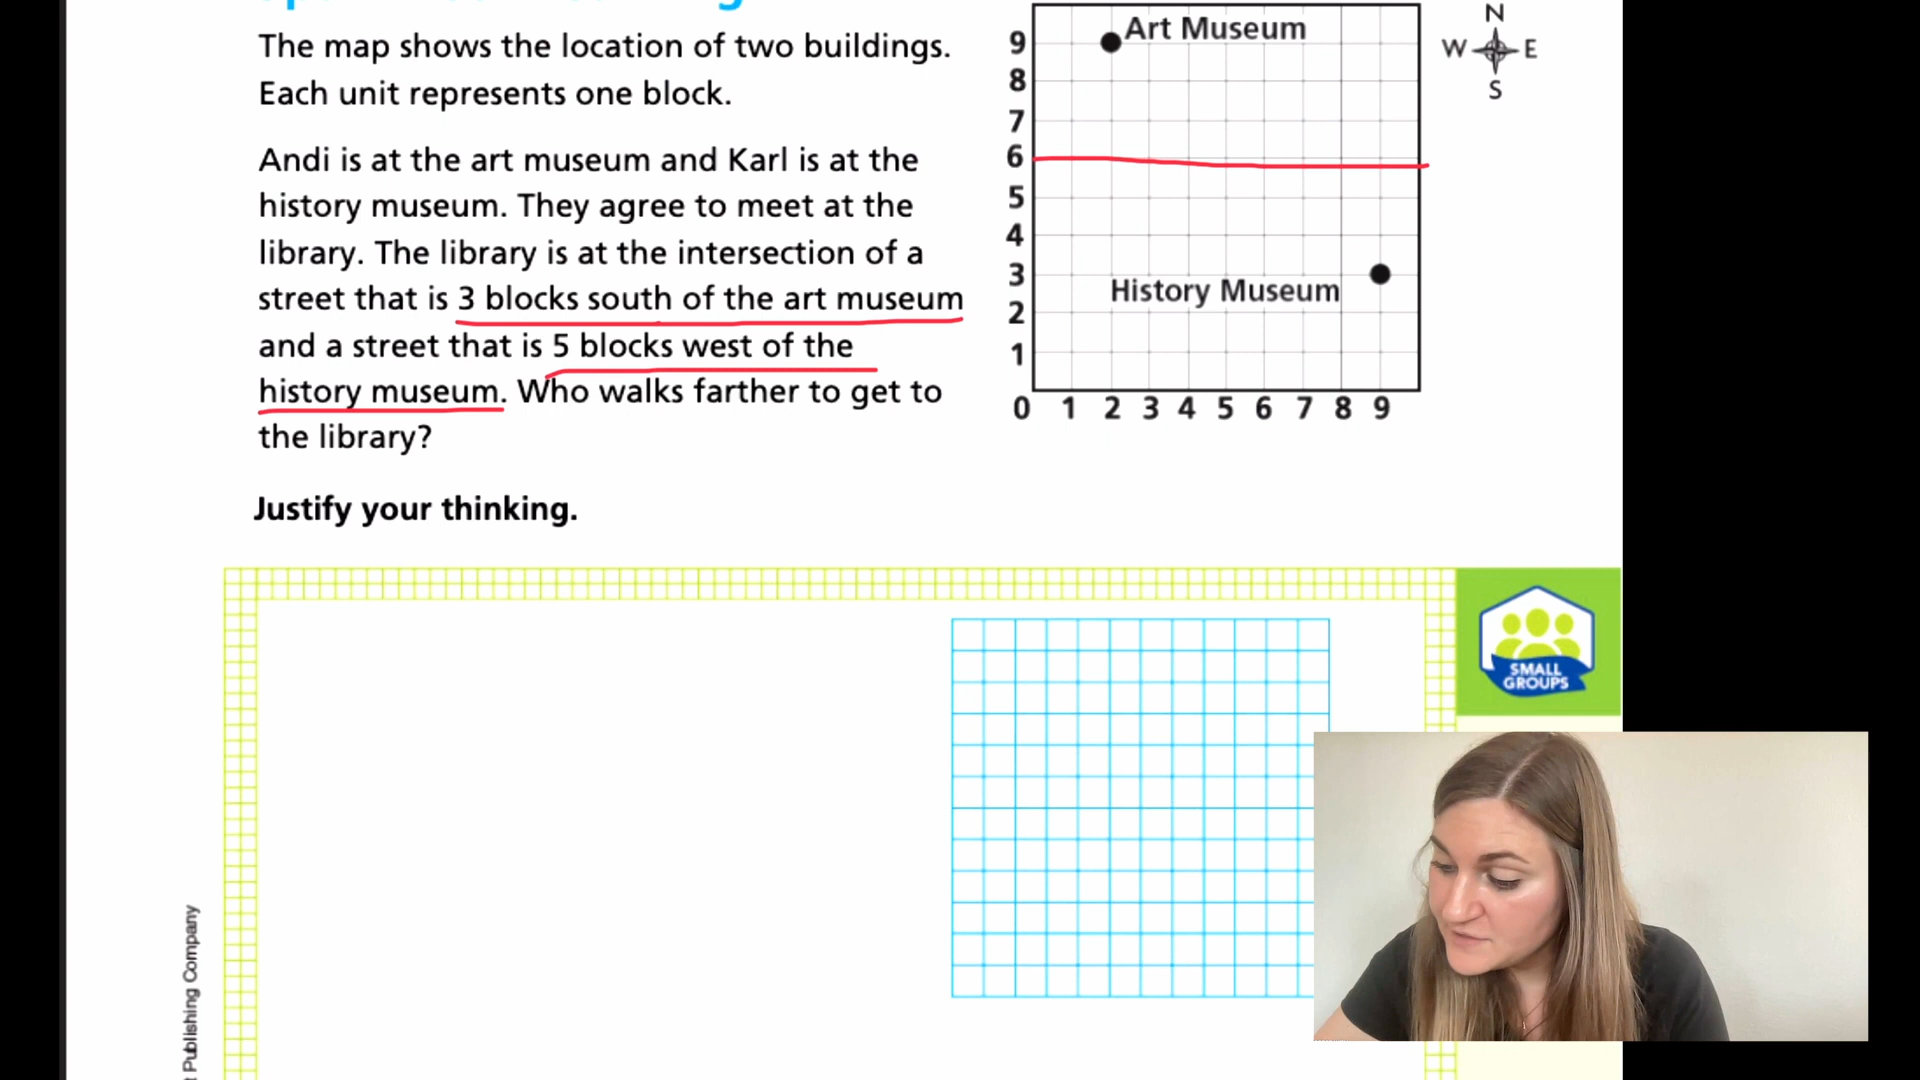 The map shows the location of two buildings.
Each unit represents one block.
Andi is at the art museum and Karl is at the
history museum. They agree to meet at the
library. The library is at the intersection of a
street that is 3 blocks south of the art museum
and a street that is 5 blocks west of the
history museum. Who walks farther to get to
the library?
Justify your thinking.
Art Museum
History Museum
9
8
7
6
5
4
3
2
1
0 1 2 3 4 5 6 7 8 9
N
W E
S
SMALL
GROUPS
Publishing Company